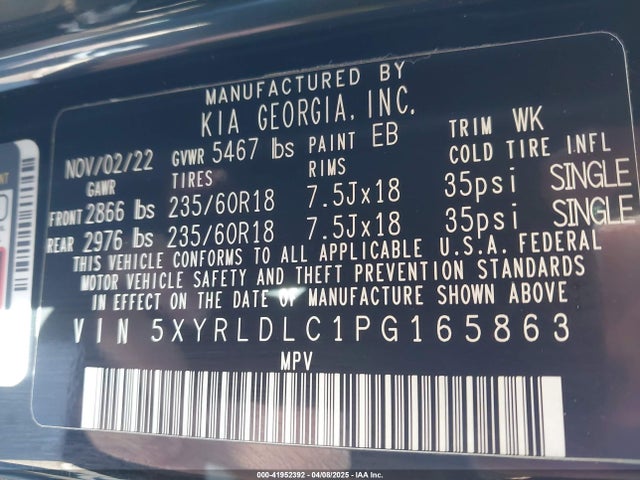 MANUFACTURED BY
KIA GEORGIA, INC.
NOV/02/22 GVWR 5467 lbs PAINT EB TRIM WK
GAWR TIRES RIMS COLD TIRE INFL
FRONT 2866 lbs 235/60R18 7.5Jx18 35psi SINGLE
REAR 2976 lbs 235/60R18 7.5Jx18 35psi SINGLE
THIS VEHICLE CONFORMS TO ALL APPLICABLE U.S.A. FEDERAL
MOTOR VEHICLE SAFETY AND THEFT PREVENTION STANDARDS
IN EFFECT ON THE DATE OF MANUFACTURE SHOWN ABOVE
VIN 5XYRLDLC1PG165863
MPV
000-41952392 - 04/08/2025 - IAA Inc.